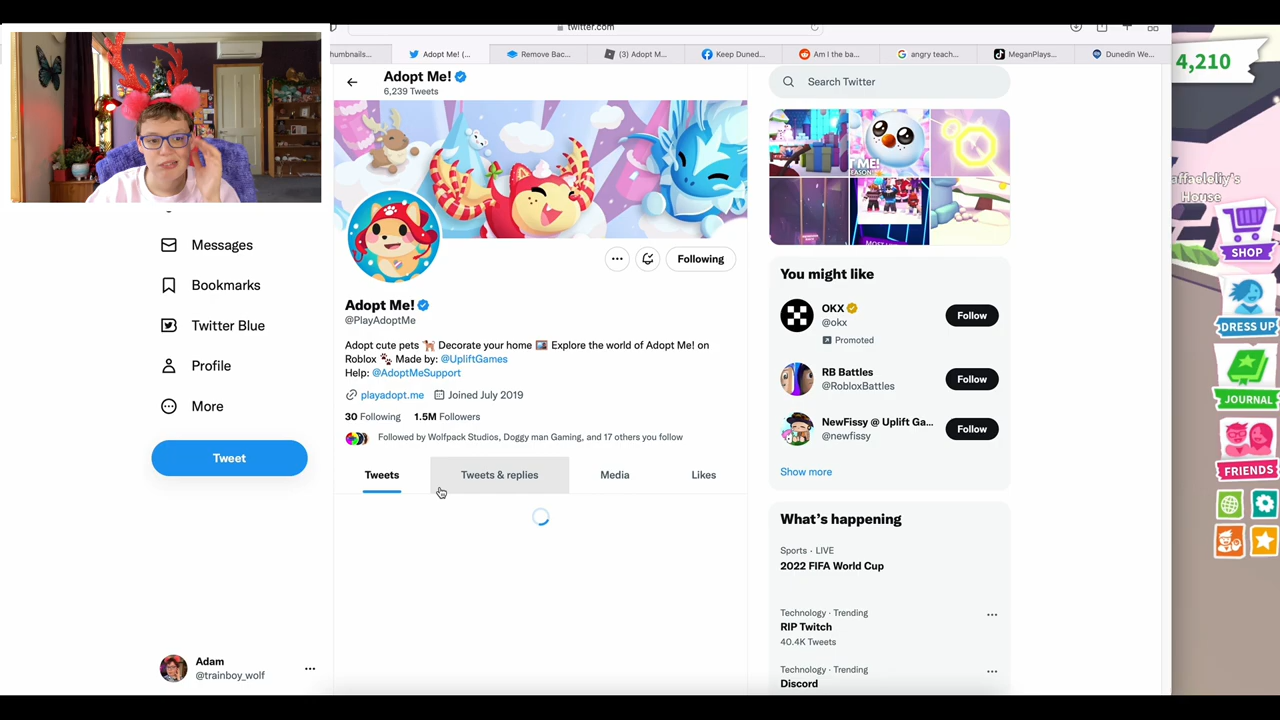 twitter.com
humbnails...
Adopt Me! (...
Remove Bac...
(3) Adopt M...
Keep Duned...
Am I the ba...
angry teach...
MeganPlays...
Dunedin We...
Adopt Me!
6,239 Tweets
Following
Adopt Me!
@PlayAdoptMe
Adopt cute pets 🐕 Decorate your home 🖼️ Explore the world of Adopt Me! on
Roblox 🐾 Made by: @UpliftGames
Help: @AdoptMeSupport
playadopt.me Joined July 2019
30 Following 1.5M Followers
Followed by Wolfpack Studios, Doggy man Gaming, and 17 others you follow
Tweets
Tweets & replies
Media
Likes
Messages
Bookmarks
Twitter Blue
Profile
More
Tweet
Adam
@trainboy_wolf
Search Twitter
You might like
OKX
@okx
Promoted
Follow
RB Battles
@RobloxBattles
Follow
NewFissy @ Uplift Ga...
@newfissy
Follow
Show more
What's happening
Sports · LIVE
2022 FIFA World Cup
Technology · Trending
RIP Twitch
40.4K Tweets
Technology · Trending
Discord
4,210
House
SHOP
DRESS UP
JOURNAL
FRIENDS